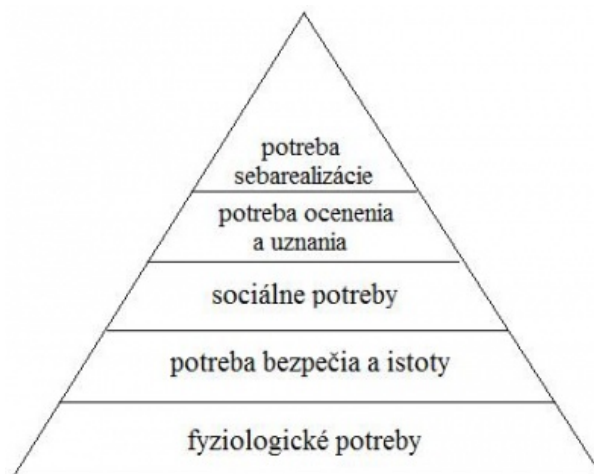 potreba
sebarealizácie
potreba ocenenia
a uznania
sociálne potreby
potreba bezpečia a istoty
fyziologické potreby